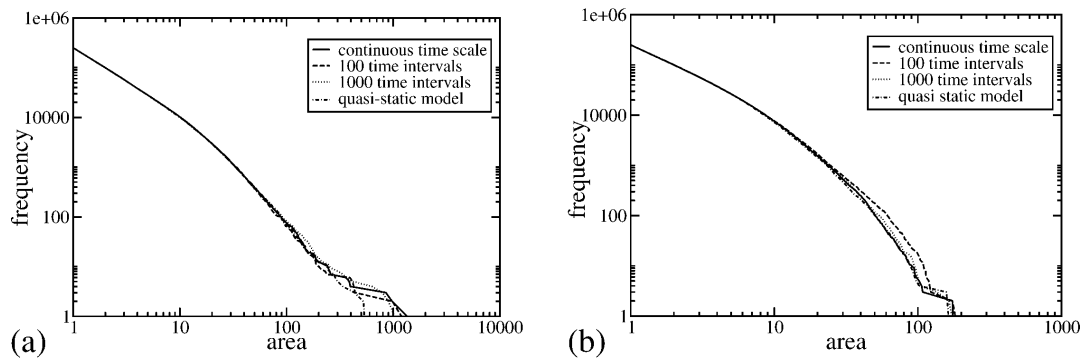 1e+06
10000
100
1
frequency
continuous time scale
100 time intervals
1000 time intervals
quasi-static model
1
10
100
1000
10000
area
(a)
1e+06
10000
100
1
frequency
continuous time scale
100 time intervals
1000 time intervals
quasi static model
1
10
100
1000
area
(b)